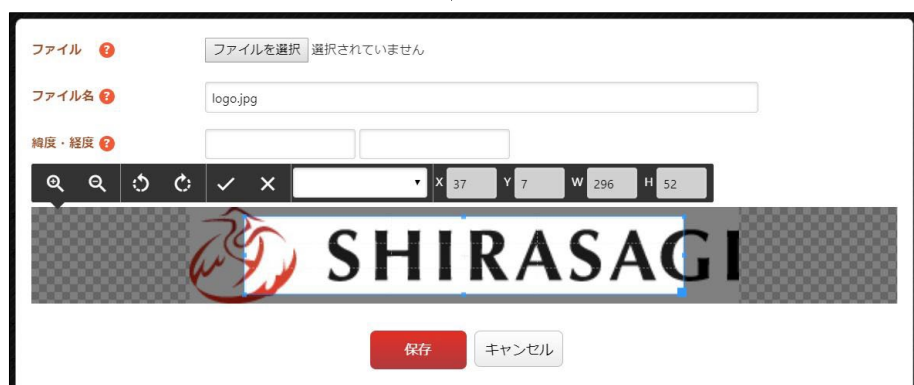 ファイル ? ファイルを選択 選択されていません
ファイル名 ? logo.jpg
緯度・経度 ?
X 37 Y 7 W 296 H 52
SHIRASAGI
保存 キャンセル